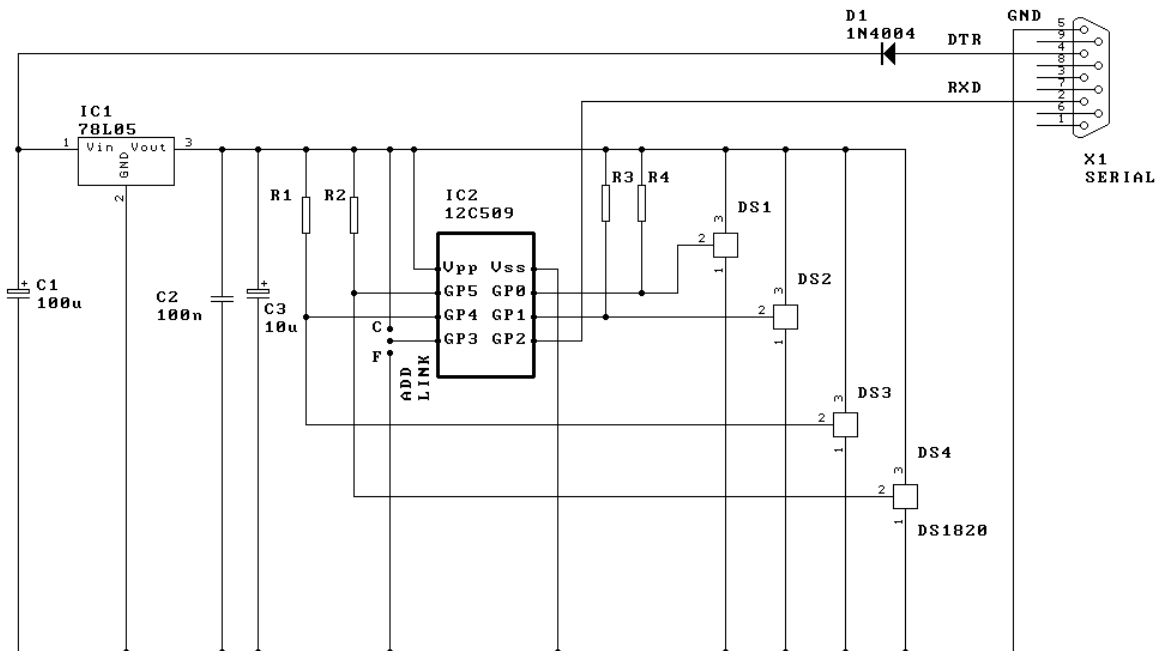 D1
1N4004
GND
DTR
RXD
5
9
4
8
3
7
2
6
1
X1
SERIAL
IC1
78L05
1
Vin Vout
GND
3
2
R1
R2
IC2
12C509
R3
R4
DS1
3
2
1
Vpp Vss
GP5 GP0
GP4 GP1
GP3 GP2
C
F
ADD
LINK
+
C1
100u
C2
100n
+
C3
10u
DS2
3
2
1
DS3
3
2
1
DS4
3
2
1
DS1820